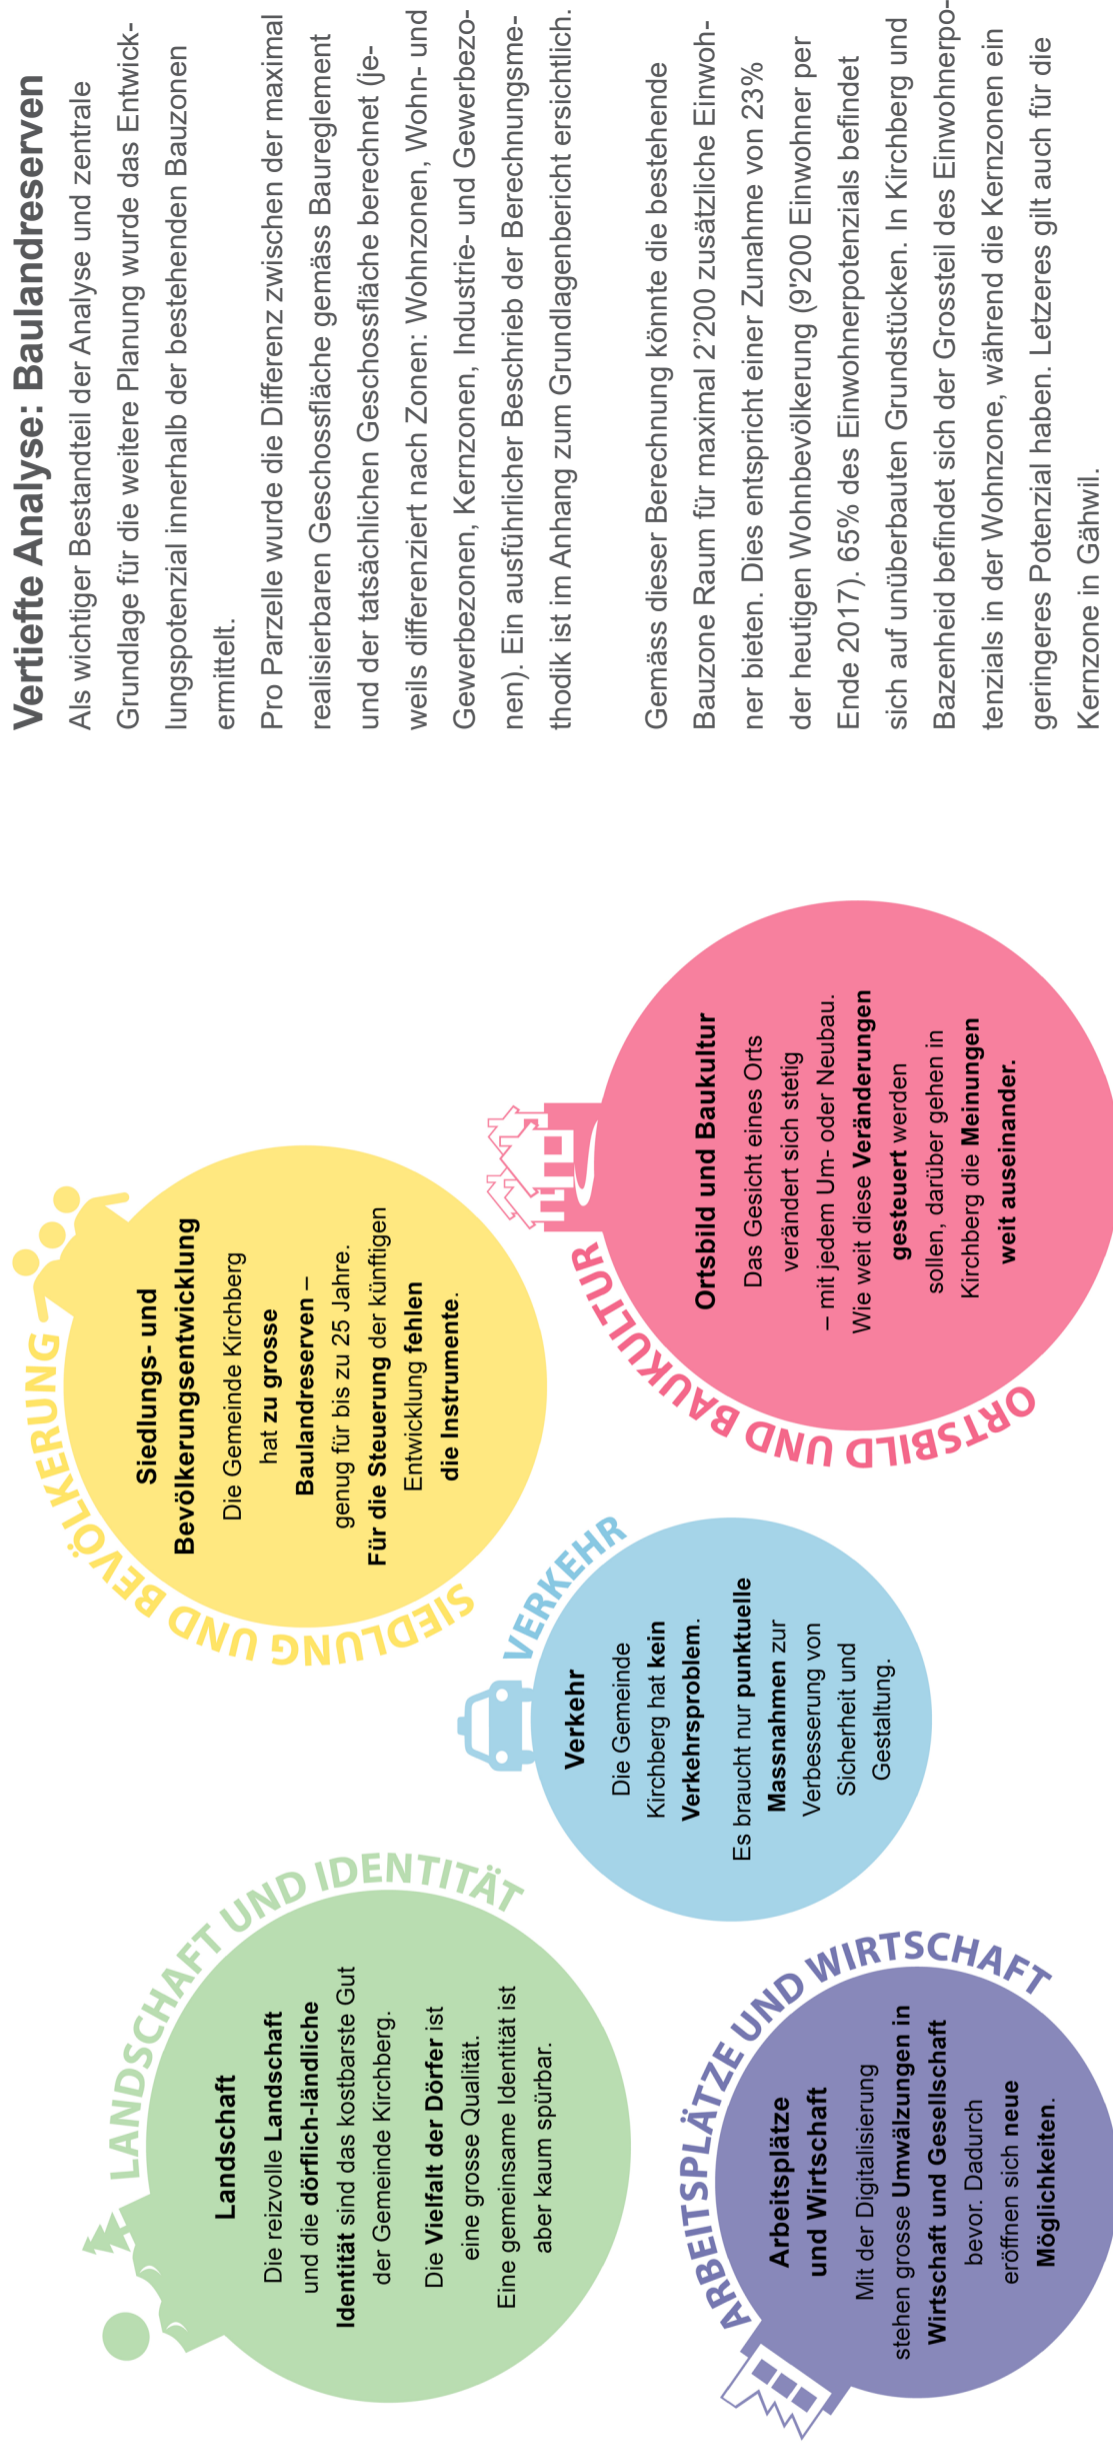 LANDSCHAFT UND IDENTITÄT
Landschaft
Die reizvolle Landschaft
und die dörflich-ländliche
Identität sind das kostbarste Gut
der Gemeinde Kirchberg.
Die Vielfalt der Dörfer ist
eine grosse Qualität.
Eine gemeinsame Identität ist
aber kaum spürbar.
ARBEITSPLÄTZE UND WIRTSCHAFT
Arbeitsplätze
und Wirtschaft
Mit der Digitalisierung
stehen grosse Umwälzungen in
Wirtschaft und Gesellschaft
bevor. Dadurch
eröffnen sich neue
Möglichkeiten.
VERKEHR
Verkehr
Die Gemeinde
Kirchberg hat kein
Verkehrsproblem.
Es braucht nur punktuelle
Massnahmen zur
Verbesserung von
Sicherheit und
Gestaltung.
SIEDLUNG UND BEVÖLKERUNG
Siedlungs- und
Bevölkerungsentwicklung
Die Gemeinde Kirchberg
hat zu grosse
Baulandreserven –
genug für bis zu 25 Jahre.
Für die Steuerung der künftigen
Entwicklung fehlen
die Instrumente.
ORTSBILD UND BAUKULTUR
Ortsbild und Baukultur
Das Gesicht eines Orts
verändert sich stetig
– mit jedem Um- oder Neubau.
Wie weit diese Veränderungen
gesteuert werden
sollen, darüber gehen in
Kirchberg die Meinungen
weit auseinander.
Vertiefte Analyse: Baulandreserven
Als wichtiger Bestandteil der Analyse und zentrale
Grundlage für die weitere Planung wurde das Entwick-
lungspotenzial innerhalb der bestehenden Bauzonen
ermittelt.
Pro Parzelle wurde die Differenz zwischen der maximal
realisierbaren Geschossfläche gemäss Baureglement
und der tatsächlichen Geschossfläche berechnet (je-
weils differenziert nach Zonen: Wohnzonen, Wohn- und
Gewerbezonen, Kernzonen, Industrie- und Gewerbezo-
nen). Ein ausführlicher Beschrieb der Berechnungsme-
thodik ist im Anhang zum Grundlagenbericht ersichtlich.
Gemäss dieser Berechnung könnte die bestehende
Bauzone Raum für maximal 2’200 zusätzliche Einwoh-
ner bieten. Dies entspricht einer Zunahme von 23%
der heutigen Wohnbevölkerung (9'200 Einwohner per
Ende 2017). 65% des Einwohnerpotenzials befindet
sich auf unüberbauten Grundstücken. In Kirchberg und
Bazenheid befindet sich der Grossteil des Einwohnerpo-
tenzials in der Wohnzone, während die Kernzonen ein
geringeres Potenzial haben. Letzeres gilt auch für die
Kernzone in Gähwil.